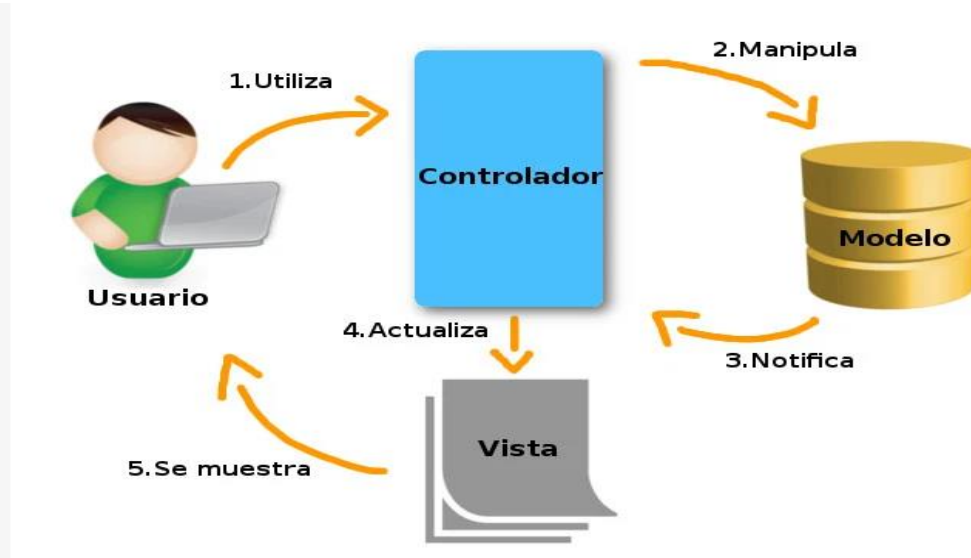 1.Utiliza
2.Manipula
Controlador
Modelo
Usuario
4.Actualiza
3.Notifica
Vista
5.Se muestra